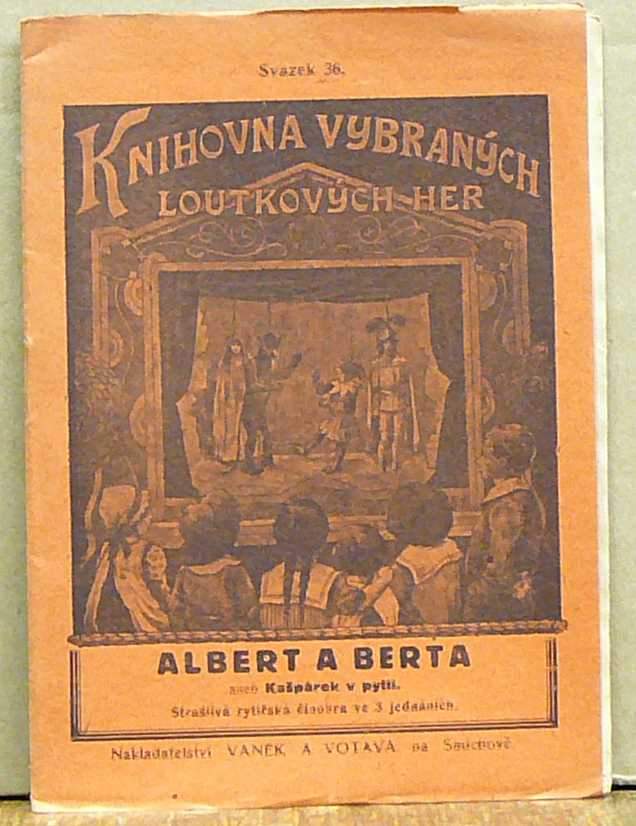 Svazek 36.
KNIHOVNA VYBRANÝCH
LOUTKOVÝCH HER
ALBERT A BERTA
aneb Kašpárek v pytli.
Strašlivá rytířská činohra ve 3 jednáních.
Nakladatelství VANĚK A VOTAVA na Smíchově.